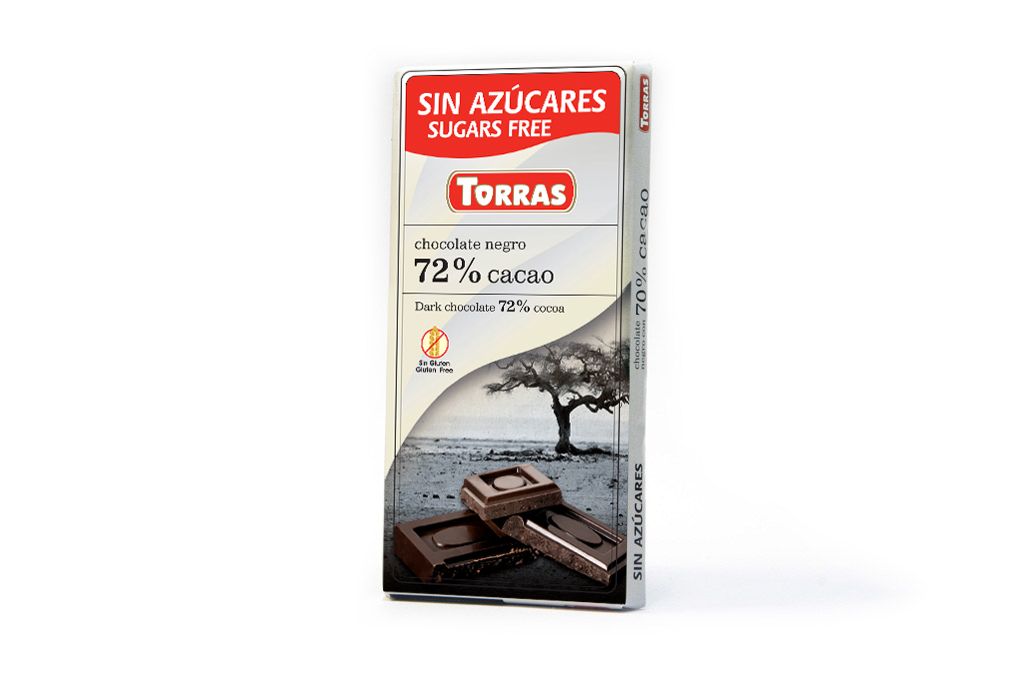 SIN AZÚCARES
SUGARS FREE
TORRAS
chocolate negro
72% cacao
Dark chocolate 72% cocoa
Sin Gluten
Gluten Free
TORRAS
chocolate
negro con
70% cacao
SIN AZÚCARES